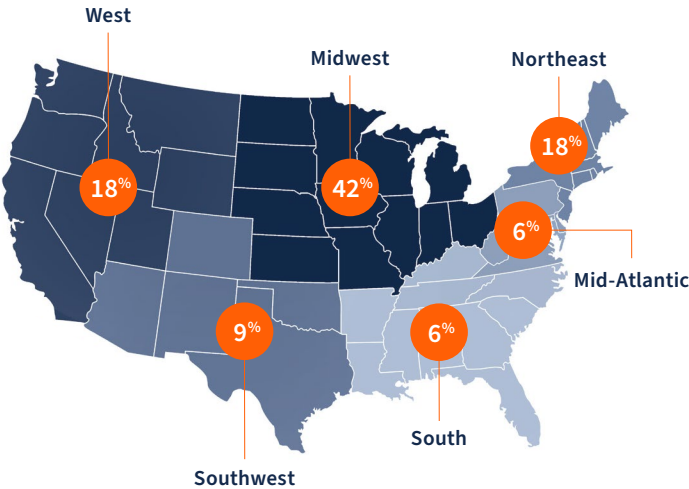 West
Midwest
Northeast
18%
18%
42%
6%
Mid-Atlantic
9%
6%
South
Southwest